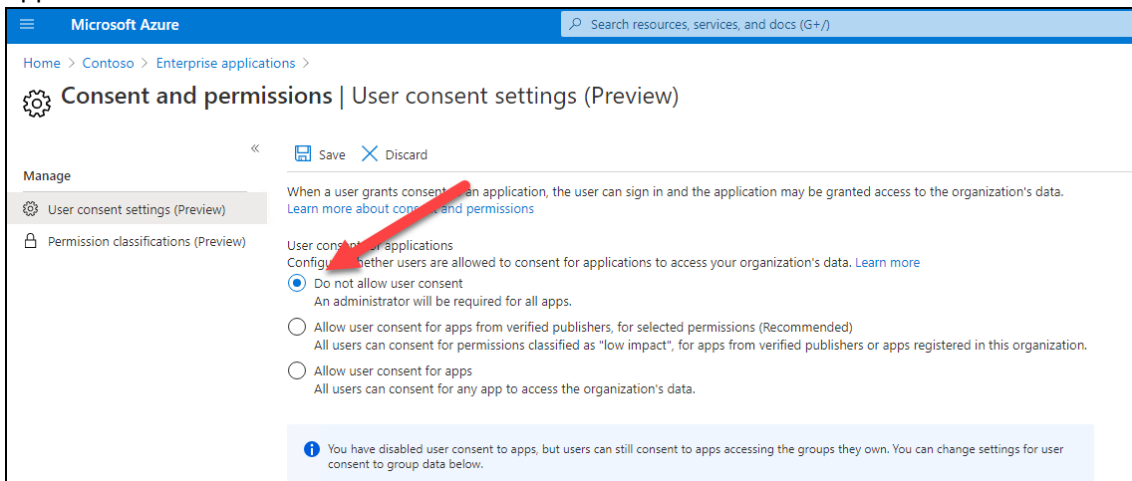 Microsoft Azure
Search resources, services, and docs (G+/)
Home > Contoso > Enterprise applications >
Consent and permissions | User consent settings (Preview)
«
Save Discard
Manage
When a user grants consent an application, the user can sign in and the application may be granted access to the organization's data.
User consent settings (Preview)
Learn more about consent and permissions
Permission classifications (Preview)
User consent applications
Configure whether users are allowed to consent for applications to access your organization's data. Learn more
Do not allow user consent
An administrator will be required for all apps.
Allow user consent for apps from verified publishers, for selected permissions (Recommended)
All users can consent for permissions classified as "low impact", for apps from verified publishers or apps registered in this organization.
Allow user consent for apps
All users can consent for any app to access the organization's data.
You have disabled user consent to apps, but users can still consent to apps accessing the groups they own. You can change settings for user
consent to group data below.